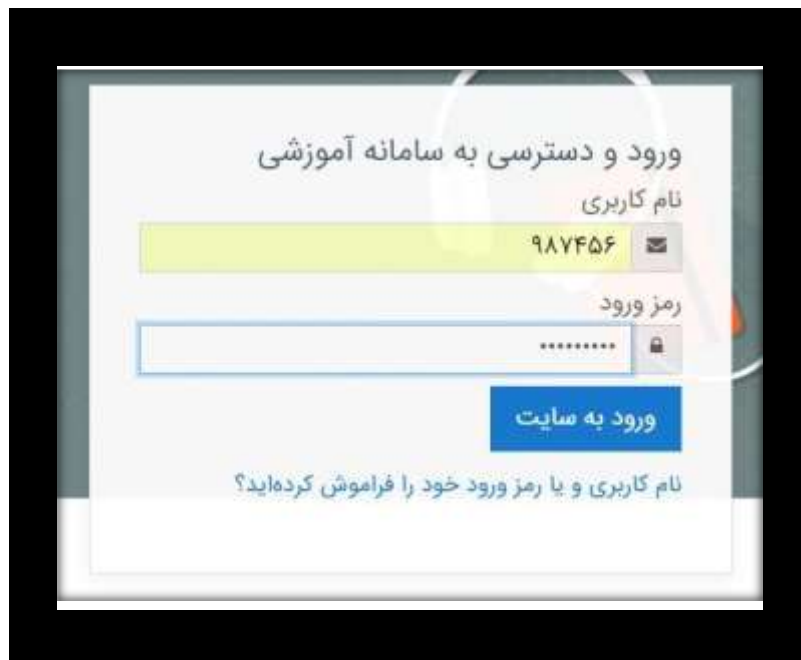 ورود و دسترسی به سامانه آموزشی
نام کاربری
۹۸۷۴۵۶
رمز ورود
•••••••••
ورود به سایت
نام کاربری و یا رمز ورود خود را فراموش کرده‌اید؟